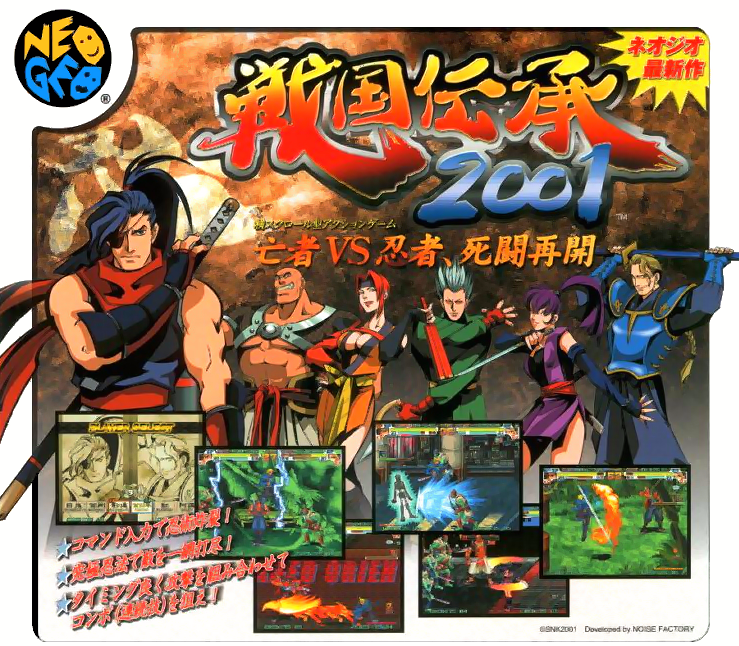 NEO
GEO
®
ネオジオ
最新作
戦国伝承
2001
TM
横スクロール型アクションゲーム
亡者 VS 忍者、死闘再開
PLAYER SELECT
★コマンド入力で忍術炸裂!
★究極忍法で敵を一網打尽!
★タイミング良く攻撃を組み合わせて
コンボ(連続技)を狙え!
©SNK2001 Developed by NOISE FACTORY